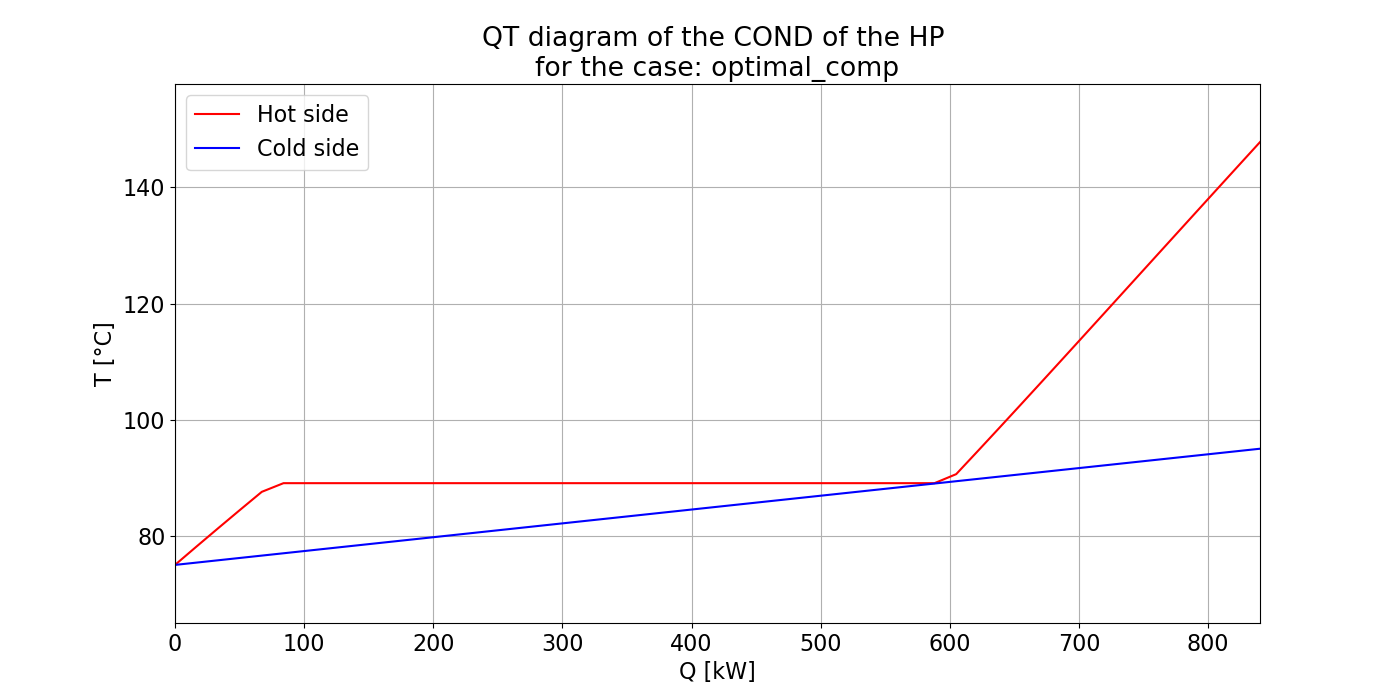 QT diagram of the COND of the HP
for the case: optimal_comp
Hot side
Cold side
140
120
100
80
T [°C]
0 100 200 300 400 500 600 700 800
Q [kW]